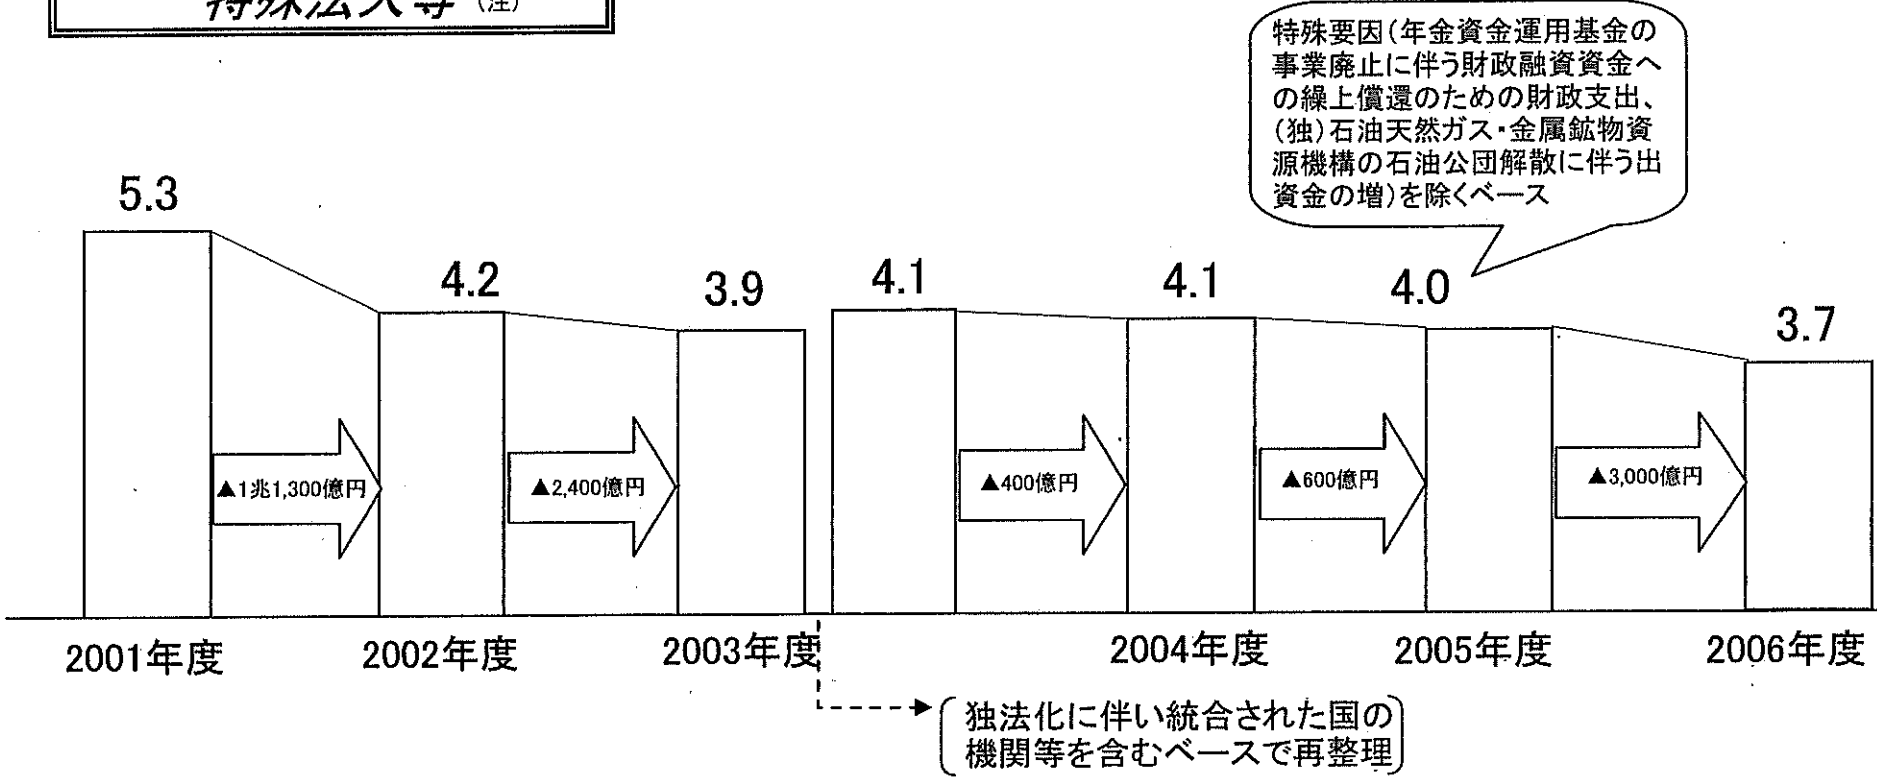 特殊法人等 (注)
特殊要因(年金資金運用基金の
事業廃止に伴う財政融資資金へ
の繰上償還のための財政支出、
(独)石油天然ガス・金属鉱物資
源機構の石油公団解散に伴う出
資金の増)を除くベース
5.3
4.2
3.9
4.1
4.1
4.0
3.7
▲1兆1,300億円
▲2,400億円
▲400億円
▲600億円
▲3,000億円
2001年度
2002年度
2003年度
2004年度
2005年度
2006年度
独法化に伴い統合された国の
機関等を含むベースで再整理